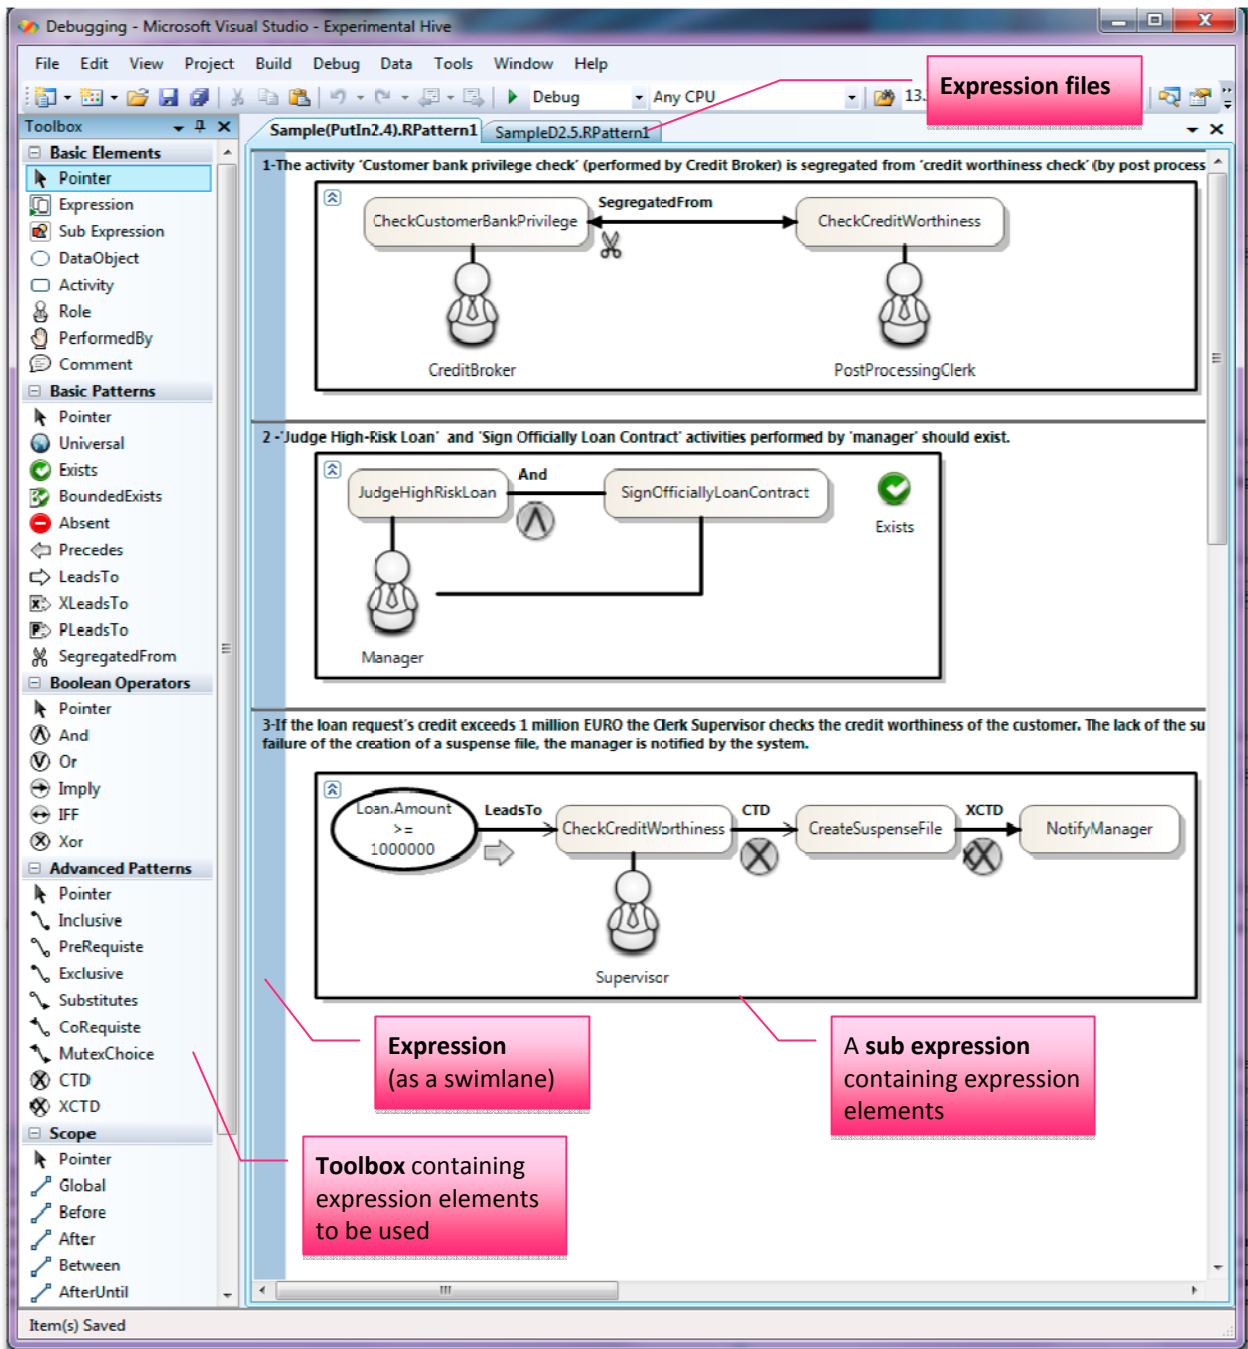 Debugging - Microsoft Visual Studio - Experimental Hive
File Edit View Project Build Debug Data Tools Window Help
Debug Any CPU 13.
Expression files
Toolbox
Sample(PutIn2.4).RPattern1 SampleD2.5.RPattern1
Basic Elements
Pointer
Expression
Sub Expression
DataObject
Activity
Role
PerformedBy
Comment
Basic Patterns
Pointer
Universal
Exists
BoundedExists
Absent
Precedes
LeadsTo
XLeadsTo
PLeadsTo
SegregatedFrom
Boolean Operators
Pointer
And
Or
Imply
IFF
Xor
Advanced Patterns
Pointer
Inclusive
PreRequiste
Exclusive
Substitutes
CoRequiste
MutexChoice
CTD
XCTD
Scope
Pointer
Global
Before
After
Between
AfterUntil
1-The activity 'Customer bank privilege check' (performed by Credit Broker) is segregated from 'credit worthiness check' (by post process
CheckCustomerBankPrivilege
SegregatedFrom
CheckCreditWorthiness
CreditBroker
PostProcessingClerk
2 -'Judge High-Risk Loan' and 'Sign Officially Loan Contract' activities performed by 'manager' should exist.
JudgeHighRiskLoan
And
SignOfficiallyLoanContract
Exists
Manager
3-If the loan request's credit exceeds 1 million EURO the Clerk Supervisor checks the credit worthiness of the customer. The lack of the su
failure of the creation of a suspense file, the manager is notified by the system.
Loan.Amount
>=
1000000
LeadsTo
CheckCreditWorthiness
CTD
CreateSuspenseFile
XCTD
NotifyManager
Supervisor
Expression
(as a swimlane)
A sub expression
containing expression
elements
Toolbox containing
expression elements
to be used
Item(s) Saved